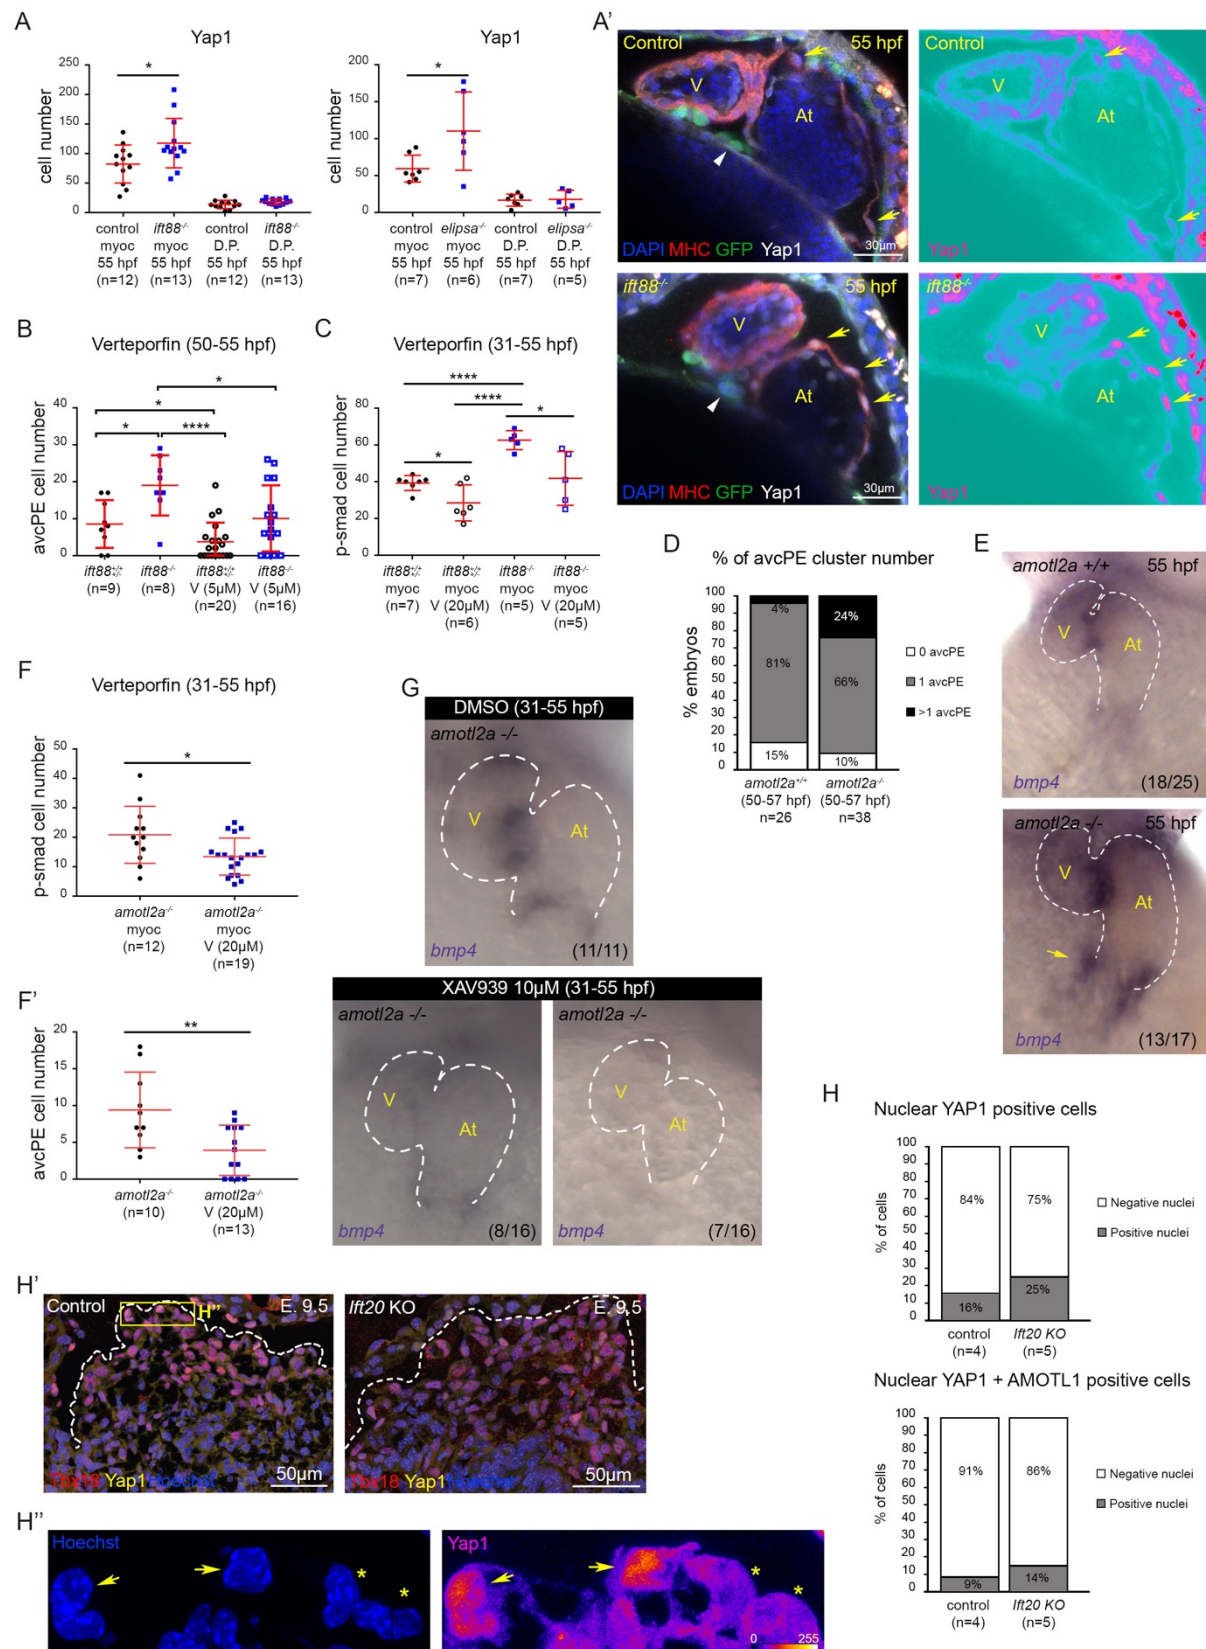 A
Yap1
cell number
250
200
150
100
50
0
*
control myoc 55 hpf (n=12)
ift88-/- myoc 55 hpf (n=13)
control D.P. 55 hpf (n=12)
ift88-/- D.P. 55 hpf (n=13)
Yap1
cell number
200
150
100
50
0
*
control myoc 55 hpf (n=7)
elipsa-/- myoc 55 hpf (n=6)
control D.P. 55 hpf (n=7)
elipsa-/- D.P. 55 hpf (n=5)
A'
Control
55 hpf
V
At
DAPI MHC GFP Yap1
30µm
Control
V
At
Yap1
ift88-/-
55 hpf
V
At
DAPI MHC GFP Yap1
30µm
ift88-/-
V
At
Yap1
B
Verteporfin (50-55 hpf)
avcPE cell number
40
30
20
10
0
*
*
*
****
ift88+/+ (n=9)
ift88-/- (n=8)
ift88+/+ V (5µM) (n=20)
ift88-/- V (5µM) (n=16)
C
Verteporfin (31-55 hpf)
p-smad cell number
80
60
40
20
0
****
****
*
*
myoc (n=7)
myoc V (20µM) (n=6)
ift88-/- myoc (n=5)
ift88-/- myoc V (20µM) (n=5)
D
% of avcPE cluster number
% embryos
100
90
80
70
60
50
40
30
20
10
0
4%
81%
15%
24%
66%
10%
0 avcPE
1 avcPE
>1 avcPE
amotl2a+/+ (50-57 hpf) n=26
amotl2a-/- (50-57 hpf) n=38
E
amotl2a +/+
55 hpf
V
At
bmp4
(18/25)
amotl2a -/-
55 hpf
V
At
bmp4
(13/17)
F
Verteporfin (31-55 hpf)
p-smad cell number
50
40
30
20
10
0
*
amotl2a-/- myoc (n=12)
amotl2a-/- myoc V (20µM) (n=19)
F'
avcPE cell number
20
15
10
5
0
**
amotl2a-/- (n=10)
amotl2a-/- V (20µM) (n=13)
G
DMSO (31-55 hpf)
amotl2a -/-
V
At
bmp4
(11/11)
XAV939 10µM (31-55 hpf)
amotl2a -/-
V
At
bmp4
(8/16)
amotl2a -/-
V
At
bmp4
(7/16)
H
Nuclear YAP1 positive cells
% of cells
100
90
80
70
60
50
40
30
20
10
0
84%
16%
75%
25%
Negative nuclei
Positive nuclei
control (n=4)
Ift20 KO (n=5)
Nuclear YAP1 + AMOTL1 positive cells
% of cells
100
90
80
70
60
50
40
30
20
10
0
91%
9%
86%
14%
Negative nuclei
Positive nuclei
control (n=4)
Ift20 KO (n=5)
H'
Control
H''
E. 9.5
Tbx18 Yap1 Hoechst
50µm
Ift20 KO
E. 9.5
Tbx18 Yap1 Hoechst
50µm
H''
Hoechst
*
*
Yap1
*
*
0
255